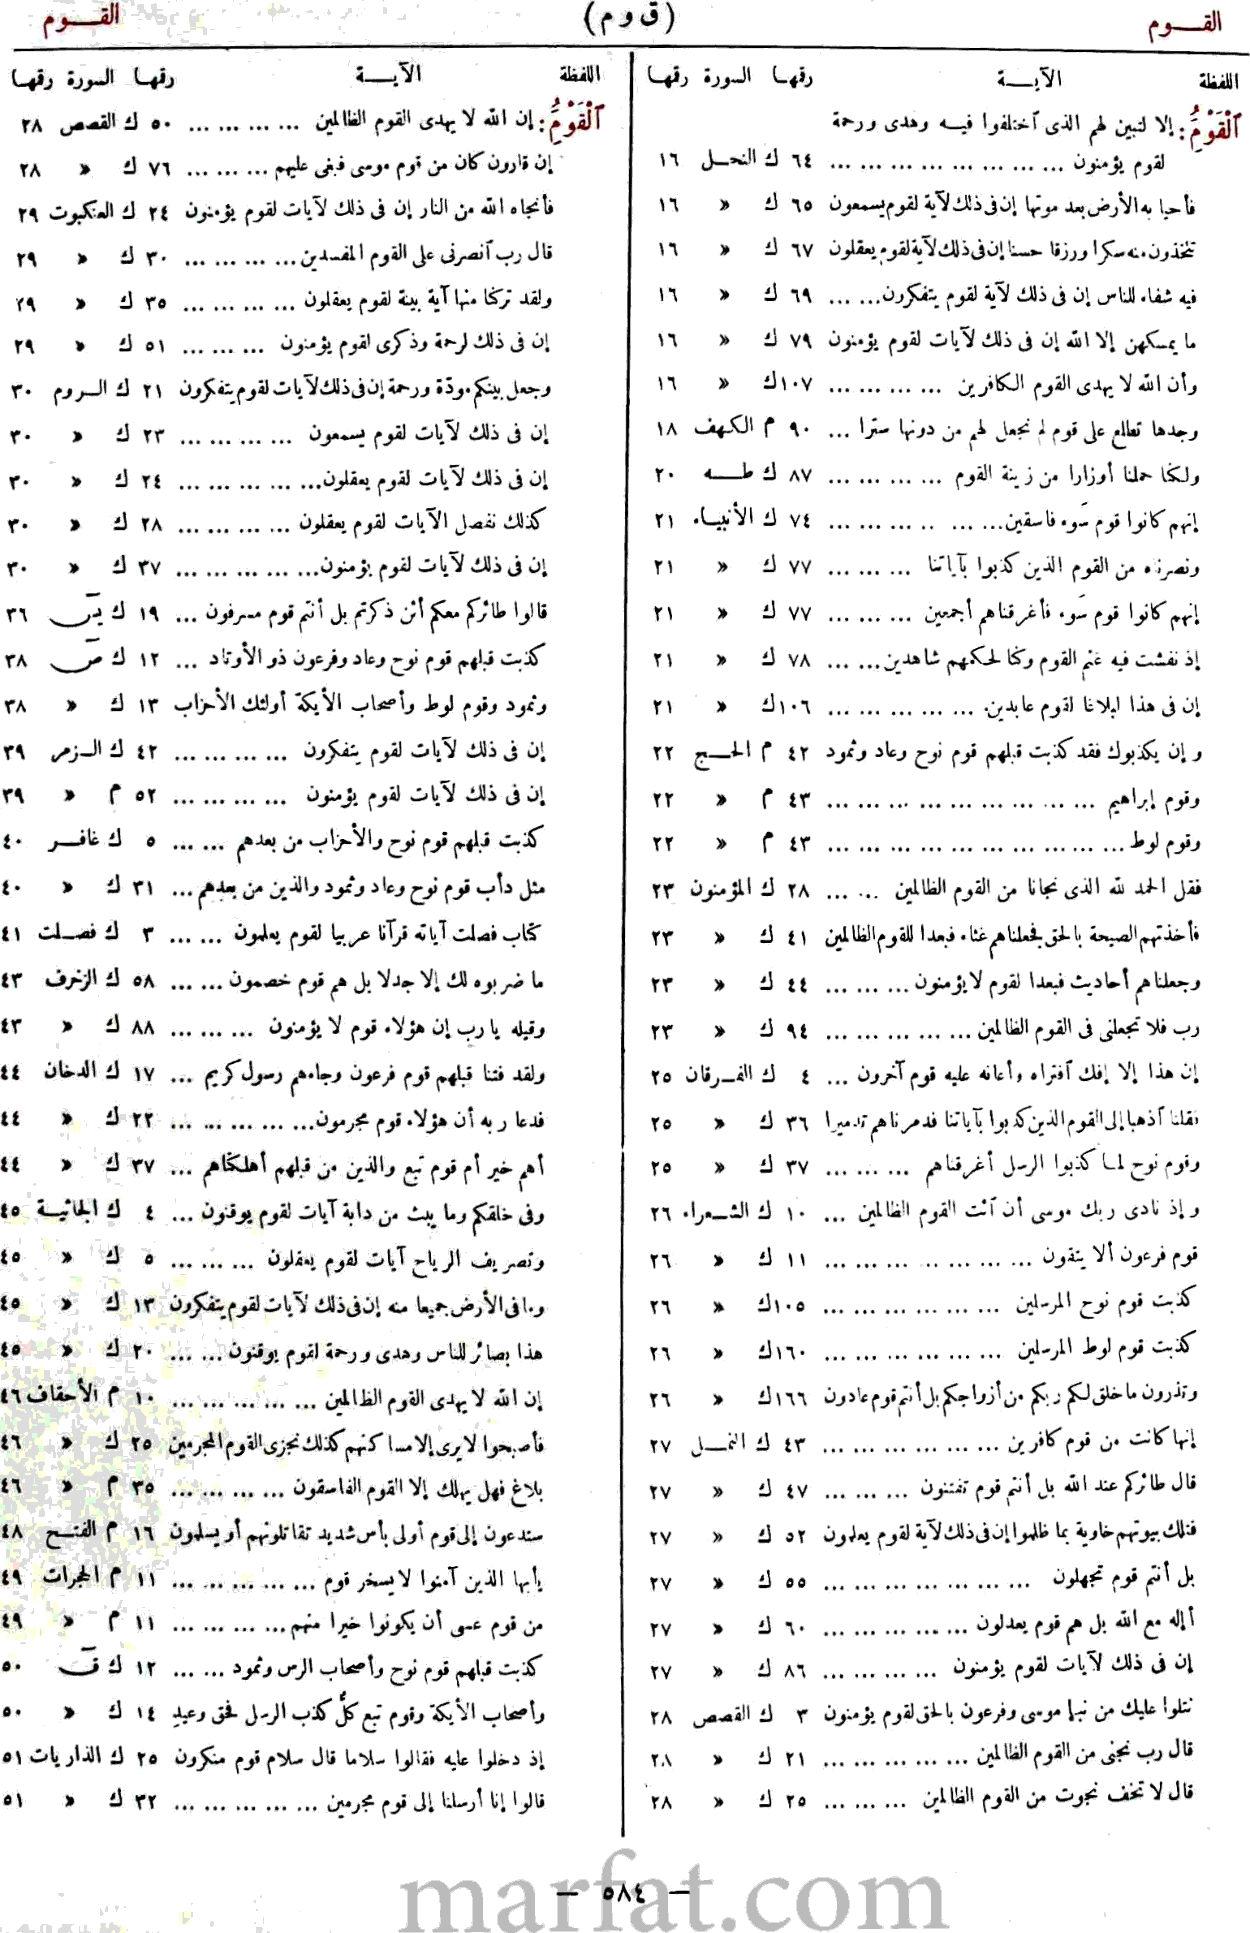 القـــوم (ق و م) القـــوم
اللفظة الآيـــة رقها السورة رقها
ٱلْقَوْمُ: إلا لتبين لهم الذى ٱختلفوا فيه وهدى ورحمة
لقوم يؤمنون ... ... ... ... ... ... ... ... ٦٤ ك النحل ١٦
فأحيا به الأرض بعد موتها إن فى ذلك لآية لقوم يسمعون ٦٥ ك » ١٦
تتخذون منه سكرا ورزقا حسنا إن فى ذلك لآية لقوم يعقلون ٦٧ ك » ١٦
فيه شفاء للناس إن فى ذلك لآية لقوم يتفكرون... ... ٦٩ ك » ١٦
ما يمسكهن إلا الله إن فى ذلك لآيات لقوم يؤمنون ٧٩ ك » ١٦
وأن الله لا يهدى القوم الكافرين ... ... ... ... ١٠٧ك » ١٦
وجدها تطلع على قوم لم نجعل لهم من دونها سترا ... ٩٠ م الكهف ١٨
ولكنا حملنا أوزارا من زينة القوم ... ... ... ... ٨٧ ك طـــه ٢٠
إنهم كانوا قوم سَوء فاسقين... ... ... ... ... ... ٧٤ ك الأنبياء ٢١
ونصرناه من القوم الذين كذبوا بآياتنا ... ... ... ٧٧ ك » ٢١
إنهم كانوا قوم سَوء فأغرقناهم أجمعين ... ... ... ٧٧ ك » ٢١
إذ نفشت فيه غنم القوم وكنا لحكمهم شاهدين... ... ٧٨ ك » ٢١
إن فى هذا لبلاغا لقوم عابدين. ... ... ... ... ... ١٠٦ك » ٢١
وإن يكذبوك فقد كذبت قبلهم قوم نوح وعاد وثمود ٤٢ م الحـــج ٢٢
وقوم إبراهيم ... ... ... ... ... ... ... ... ... ٤٣ م » ٢٢
وقوم لوط ... ... ... ... ... ... ... ... ... ... ٤٣ م » ٢٢
فقل الحمد لله الذى نجانا من القوم الظالمين ... ... ٢٨ ك المؤمنون ٢٣
فأخذتهم الصيحة بالحق فجعلناهم غثاء فبعدا للقوم الظالمين ٤١ ك » ٢٣
وجعلناهم أحاديث فبعدا لقوم لا يؤمنون ... ... ... ٤٤ ك » ٢٣
رب فلا تجعلنى فى القوم الظالمين ... ... ... ... ... ٩٤ ك » ٢٣
إن هذا إلا إفك ٱفتراه وأعانه عليه قوم آخرون ... ٤ ك الفــرقان ٢٥
فقلنا ٱذهبا إلى القوم الذين كذبوا بآياتنا فدمرناهم تدميرا ٣٦ ك » ٢٥
وقوم نوح لما كذبوا الرسل أغرقناهم ... ... ... ٣٧ ك » ٢٥
وإذ نادى ربك موسى أن ٱئت القوم الظالمين ... ١٠ ك الشــعراء ٢٦
قوم فرعون ألا يتقون ... ... ... ... ... ... ... ١١ ك » ٢٦
كذبت قوم نوح المرسلين ... ... ... ... ... ... ١٠٥ك » ٢٦
كذبت قوم لوط المرسلين ... ... ... ... ... ... ١٦٠ك » ٢٦
وتذرون ما خلق لكم ربكم من أزواجكم بل أنتم قوم عادون ١٦٦ك » ٢٦
إنها كانت من قوم كافرين ... ... ... ... ... ... ٤٣ ك النمــل ٢٧
قال طائركم عند الله بل أنتم قوم تفتنون ... ... ... ٤٧ ك » ٢٧
فتلك بيوتهم خاوية بما ظلموا إن فى ذلك لآية لقوم يعلمون ٥٢ ك » ٢٧
بل أنتم قوم تجهلون ... ... ... ... ... ... ... ٥٥ ك » ٢٧
أإله مع الله بل هم قوم يعدلون ... ... ... ... ... ٦٠ ك » ٢٧
إن فى ذلك لآيات لقوم يؤمنون ... ... ... ... ٨٦ ك » ٢٧
نتلوا عليك من نبإ موسى وفرعون بالحق لقوم يؤمنون ٣ ك القصص ٢٨
قال رب نجنى من القوم الظالمين ... ... ... ... ... ٢١ ك » ٢٨
قال لا تخف نجوت من القوم الظالمين ... ... ... ٢٥ ك » ٢٨
اللفظة الآيـــة رقها السورة رقها
ٱلْقَوْمُ: إن الله لا يهدى القوم الظالمين ... ... ... ... ٥٠ ك القصص ٢٨
إن قارون كان من قوم موسى فبغى عليهم ... ... ... ٧٦ ك » ٢٨
فأنجاه الله من النار إن فى ذلك لآيات لقوم يؤمنون ٢٤ ك العنكبوت ٢٩
قال رب ٱنصرنى على القوم المفسدين ... ... ... ... ٣٠ ك » ٢٩
ولقد تركنا منها آية بينة لقوم يعقلون ... ... ... ... ٣٥ ك » ٢٩
إن فى ذلك لرحمة وذكرى لقوم يؤمنون ... ... ... ٥١ ك » ٢٩
وجعل بينكم مودّة ورحمة إن فى ذلك لآيات لقوم يتفكرون ٢١ ك الــروم ٣٠
إن فى ذلك لآيات لقوم يسمعون ... ... ... ... ٢٣ ك » ٣٠
إن فى ذلك لآيات لقوم يعقلون... ... ... ... ... ٢٤ ك » ٣٠
كذلك نفصل الآيات لقوم يعقلون ... ... ... ... ٢٨ ك » ٣٠
إن فى ذلك لآيات لقوم يؤمنون... ... ... ... ... ٣٧ ك » ٣٠
قالوا طائركم معكم أئن ذكرتم بل أنتم قوم مسرفون ... ١٩ ك يسٓ ٣٦
كذبت قبلهم قوم نوح وعاد وفرعون ذو الأوتاد ... ١٢ ك صٓ ٣٨
وثمود وقوم لوط وأصحاب الأيكة أولئك الأحزاب ١٣ ك » ٣٨
إن فى ذلك لآيات لقوم يتفكرون ... ... ... ... ٤٢ ك الــزمر ٣٩
إن فى ذلك لآيات لقوم يؤمنون ... ... ... ... ٥٢ م » ٣٩
كذبت قبلهم قوم نوح والأحزاب من بعدهم ... ... ٥ ك غافــر ٤٠
مثل دأب قوم نوح وعاد وثمود والذين من بعدهم ... ٣١ ك » ٤٠
كتاب فصلت آياته قرآنا عربيا لقوم يعلمون ... ... ٣ ك فصــلت ٤١
ما ضربوه لك إلا جدلا بل هم قوم خصمون ... ... ٥٨ ك الزخرف ٤٣
وقيله يا رب إن هؤلاء قوم لا يؤمنون ... ... ... ٨٨ ك » ٤٣
ولقد فتنا قبلهم قوم فرعون وجاءهم رسول كريم ... ١٧ ك الدخان ٤٤
فدعا ربه أن هؤلاء قوم مجرمون... ... ... ... ... ٢٢ ك » ٤٤
أهم خير أم قوم تبع والذين من قبلهم أهلكناهم ... ٣٧ ك » ٤٤
وفى خلقكم وما يبث من دابة آيات لقوم يوقنون ... ٤ ك الجاثيــة ٤٥
وتصريف الرياح آيات لقوم يعقلون ... ... ... ٥ ك » ٤٥
وما فى الأرض جميعا منه إن فى ذلك لآيات لقوم يتفكرون ١٣ ك » ٤٥
هذا بصائر للناس وهدى ورحمة لقوم يوقنون ... ... ٢٠ ك » ٤٥
إن الله لا يهدى القوم الظالمين ... ... ... ... ... ١٠ م الأحقاف ٤٦
فأصبحوا لا يرى إلا مساكنهم كذلك نجزى القوم المجرمين ٢٥ ك » ٤٦
بلاغ فهل يهلك إلا القوم الفاسقون ... ... ... ... ٣٥ م » ٤٦
ستدعون إلى قوم أولى بأس شديد تقاتلونهم أو يسلمون ١٦ م الفتــح ٤٨
يأيها الذين آمنوا لا يسخر قوم ... ... ... ... ... ١١ م الحجرات ٤٩
من قوم عسى أن يكونوا خيرا منهم... ... ... ... ١١ م » ٤٩
كذبت قبلهم قوم نوح وأصحاب الرس وثمود ... ... ١٢ ك قٓ ٥٠
وأصحاب الأيكة وقوم تبع كلٌّ كذب الرسل فحق وعيدِ ١٤ ك » ٥٠
إذ دخلوا عليه فقالوا سلاما قال سلام قوم منكرون ٢٥ ك الذاريات ٥١
قالوا إنا أرسلنا إلى قوم مجرمين ... ... ... ... ... ٣٢ ك » ٥١
— ٥٨٤ —
marfat.com